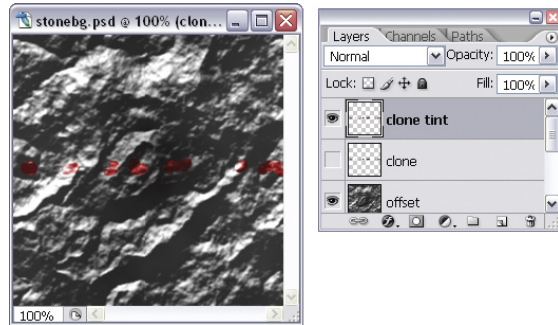 stonebg.psd @ 100% (clon...
100%
Layers Channels Paths
Normal Opacity: 100%
Lock: Fill: 100%
clone tint
clone
offset